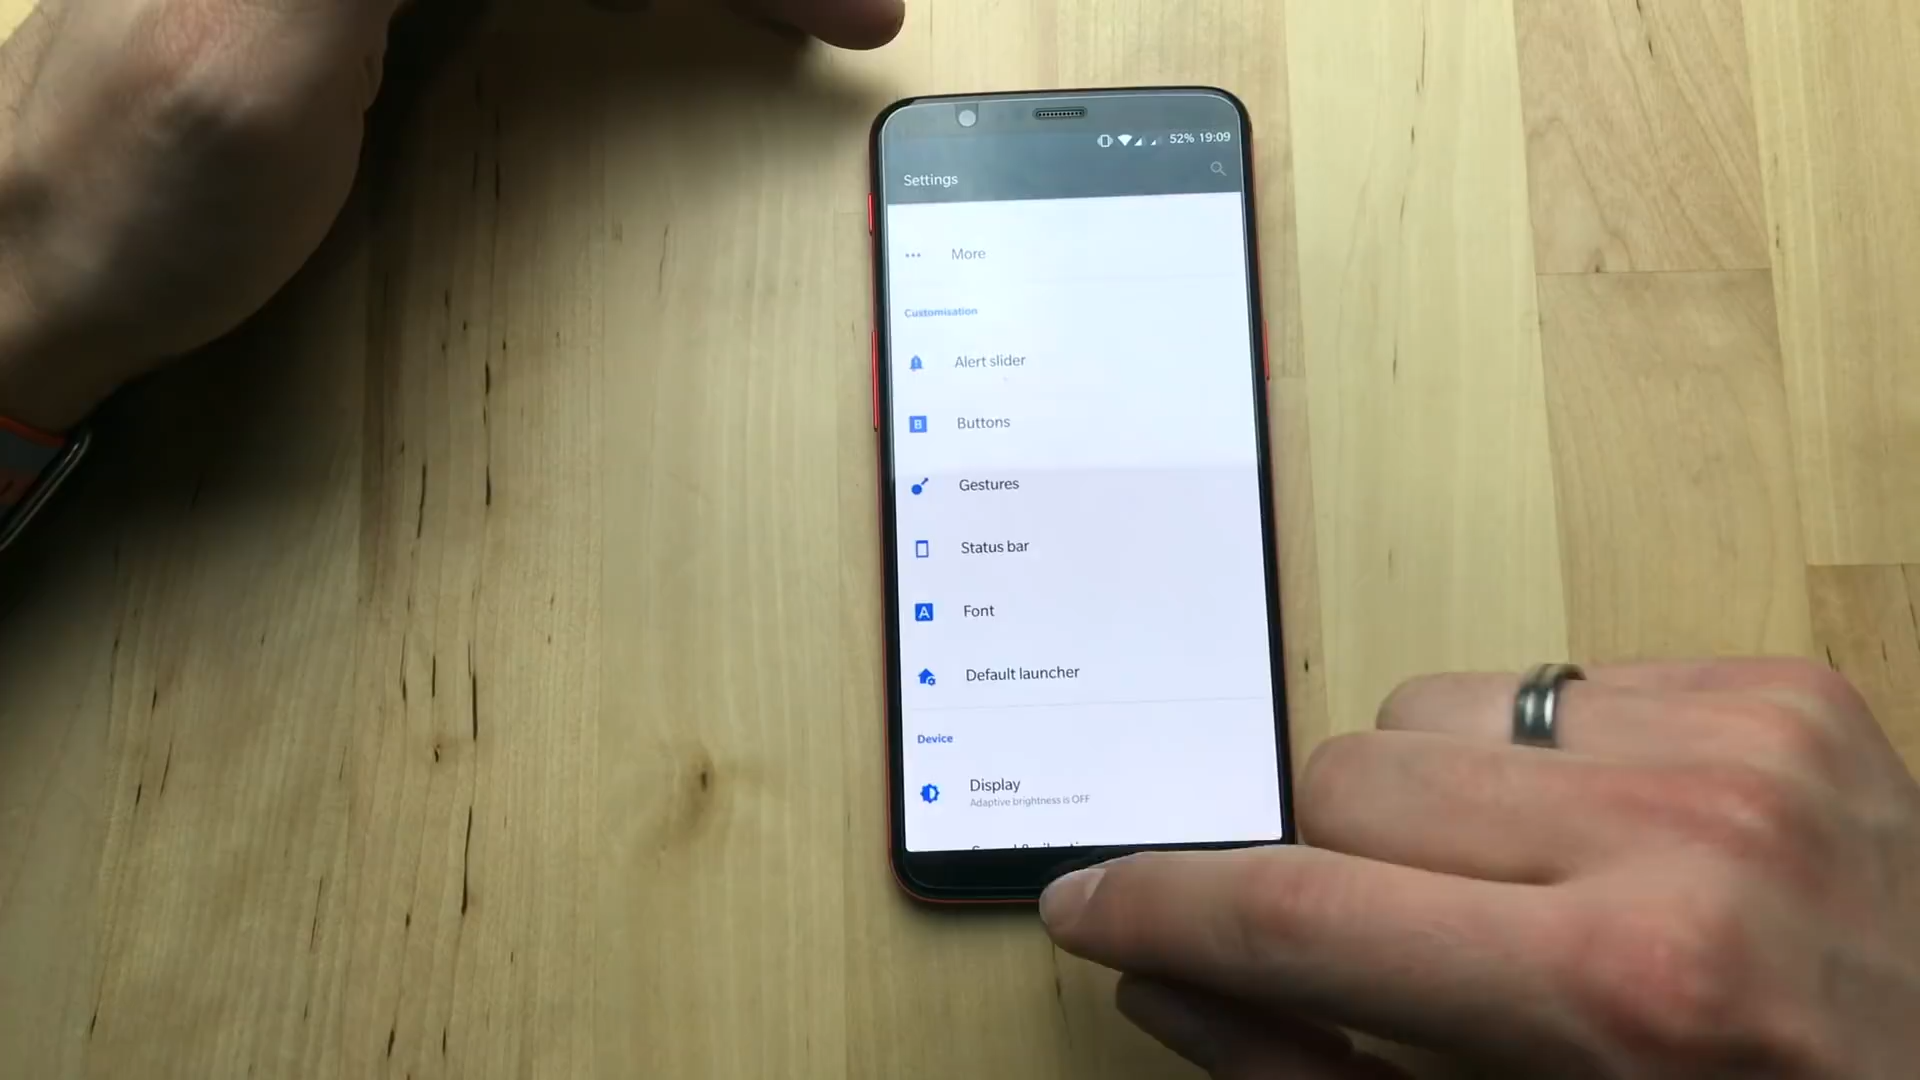 52% 19:09
Settings
More
Customisation
Alert slider
B Buttons
Gestures
Status bar
A Font
Default launcher
Device
Display
Adaptive brightness is OFF